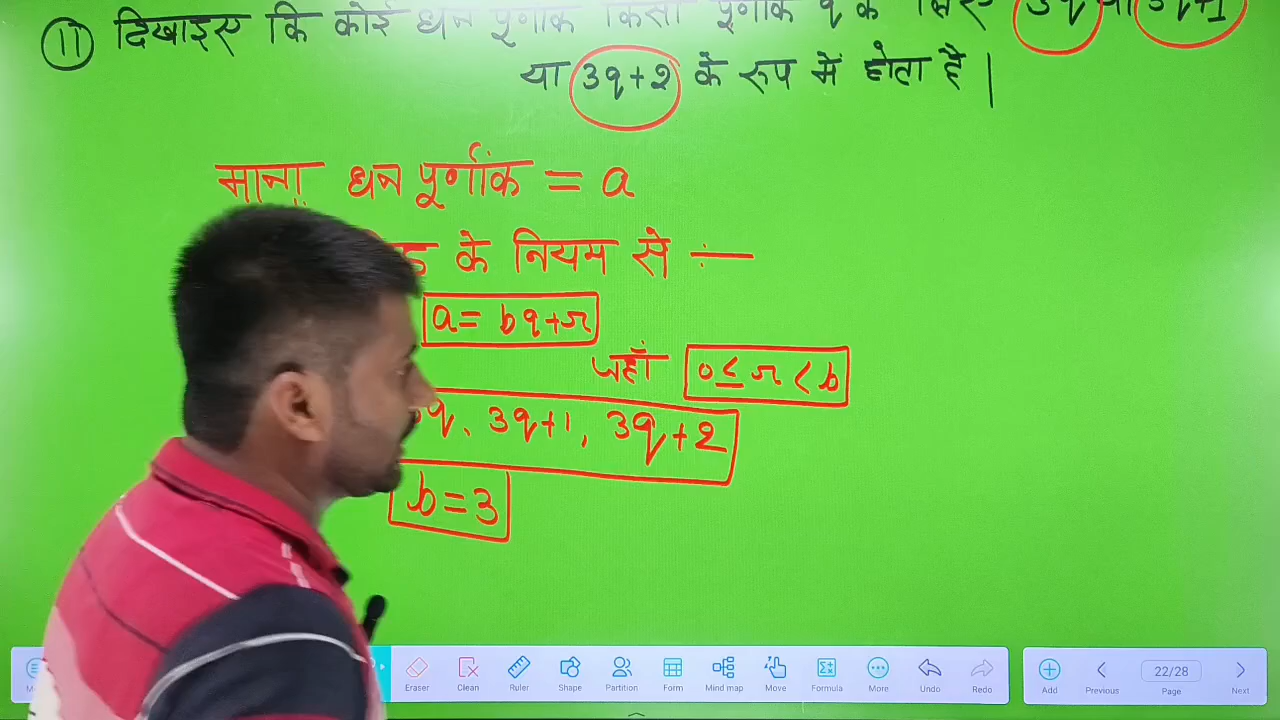 (11) दिखाइए कि कोई धन पूर्णांक किसी पूर्णांक q के लिए 3q या 3q+1
या 3q+2 के रूप में होता है |
माना धन पूर्णांक = a
के नियम से :—
a = bq+r
जहाँ 0≤r<b
3q, 3q+1, 3q+2
b=3
Eraser Clean Ruler Shape Partition Form Mind map Move Formula More Undo Redo Add Previous 22/28 Page Next